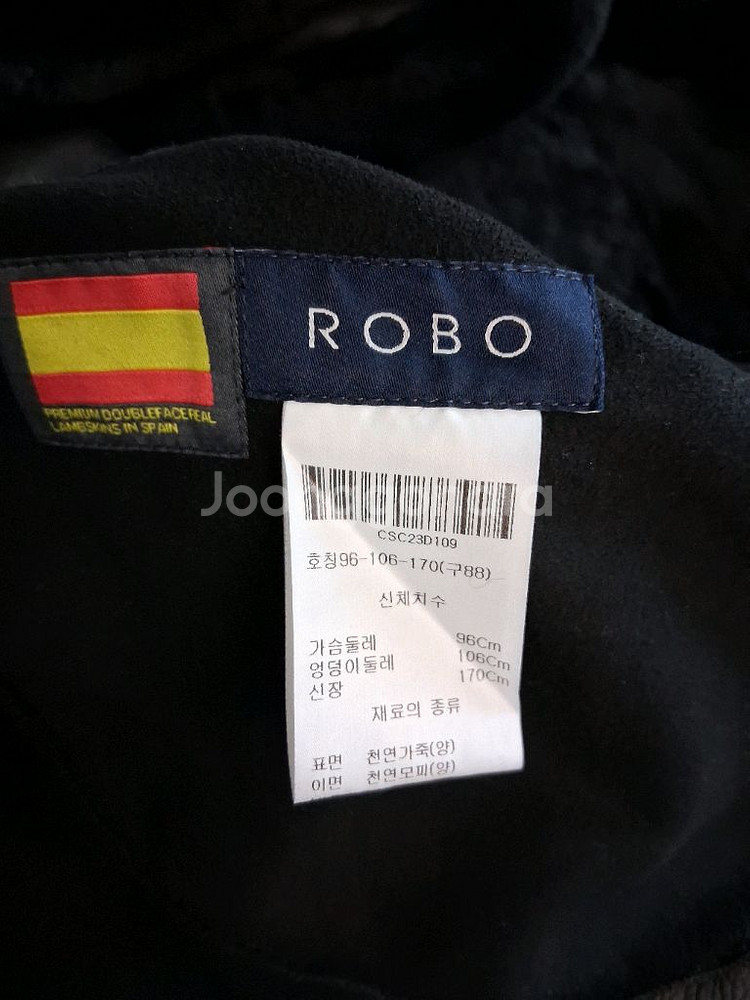 PREMIUM DOUBLEFACE REAL
LAMBSKINS IN SPAIN
ROBO
CSC23D109
호칭96-106-170(구88)
신체치수
가슴둘레 96Cm
엉덩이둘레 106Cm
신장 170Cm
재료의 종류
표면 천연가죽(양)
이면 천연모피(양)